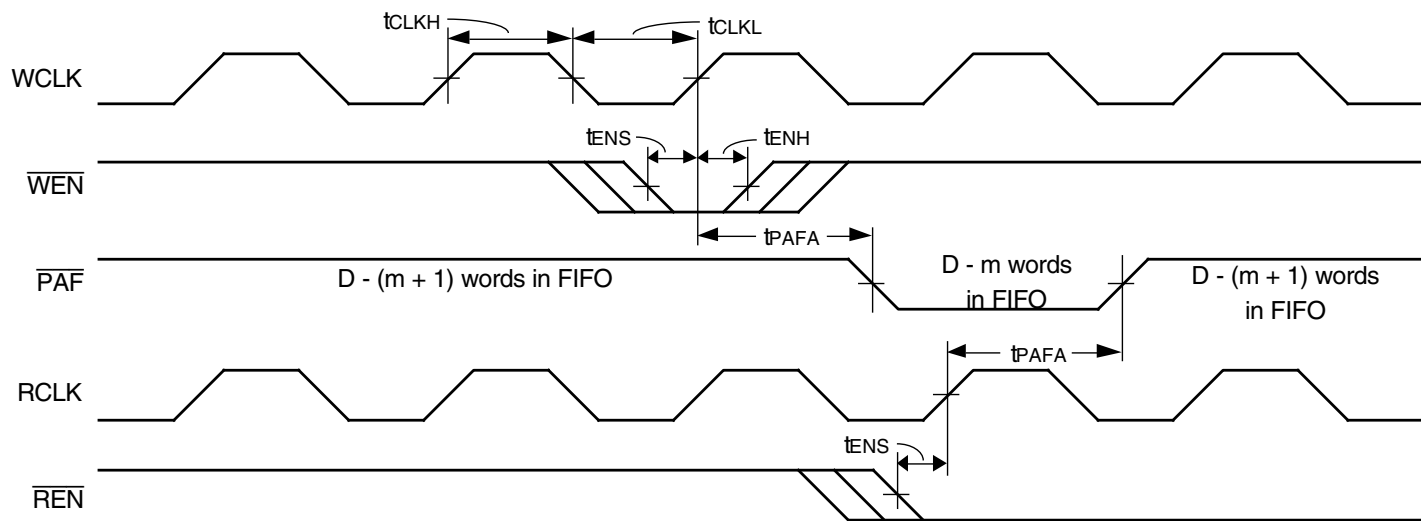 tCLKH
tCLKL
WCLK
tENS
tENH
WEN
tPAFA
PAF
D - (m + 1) words in FIFO
D - m words
in FIFO
D - (m + 1) words
in FIFO
tPAFA
RCLK
tENS
REN